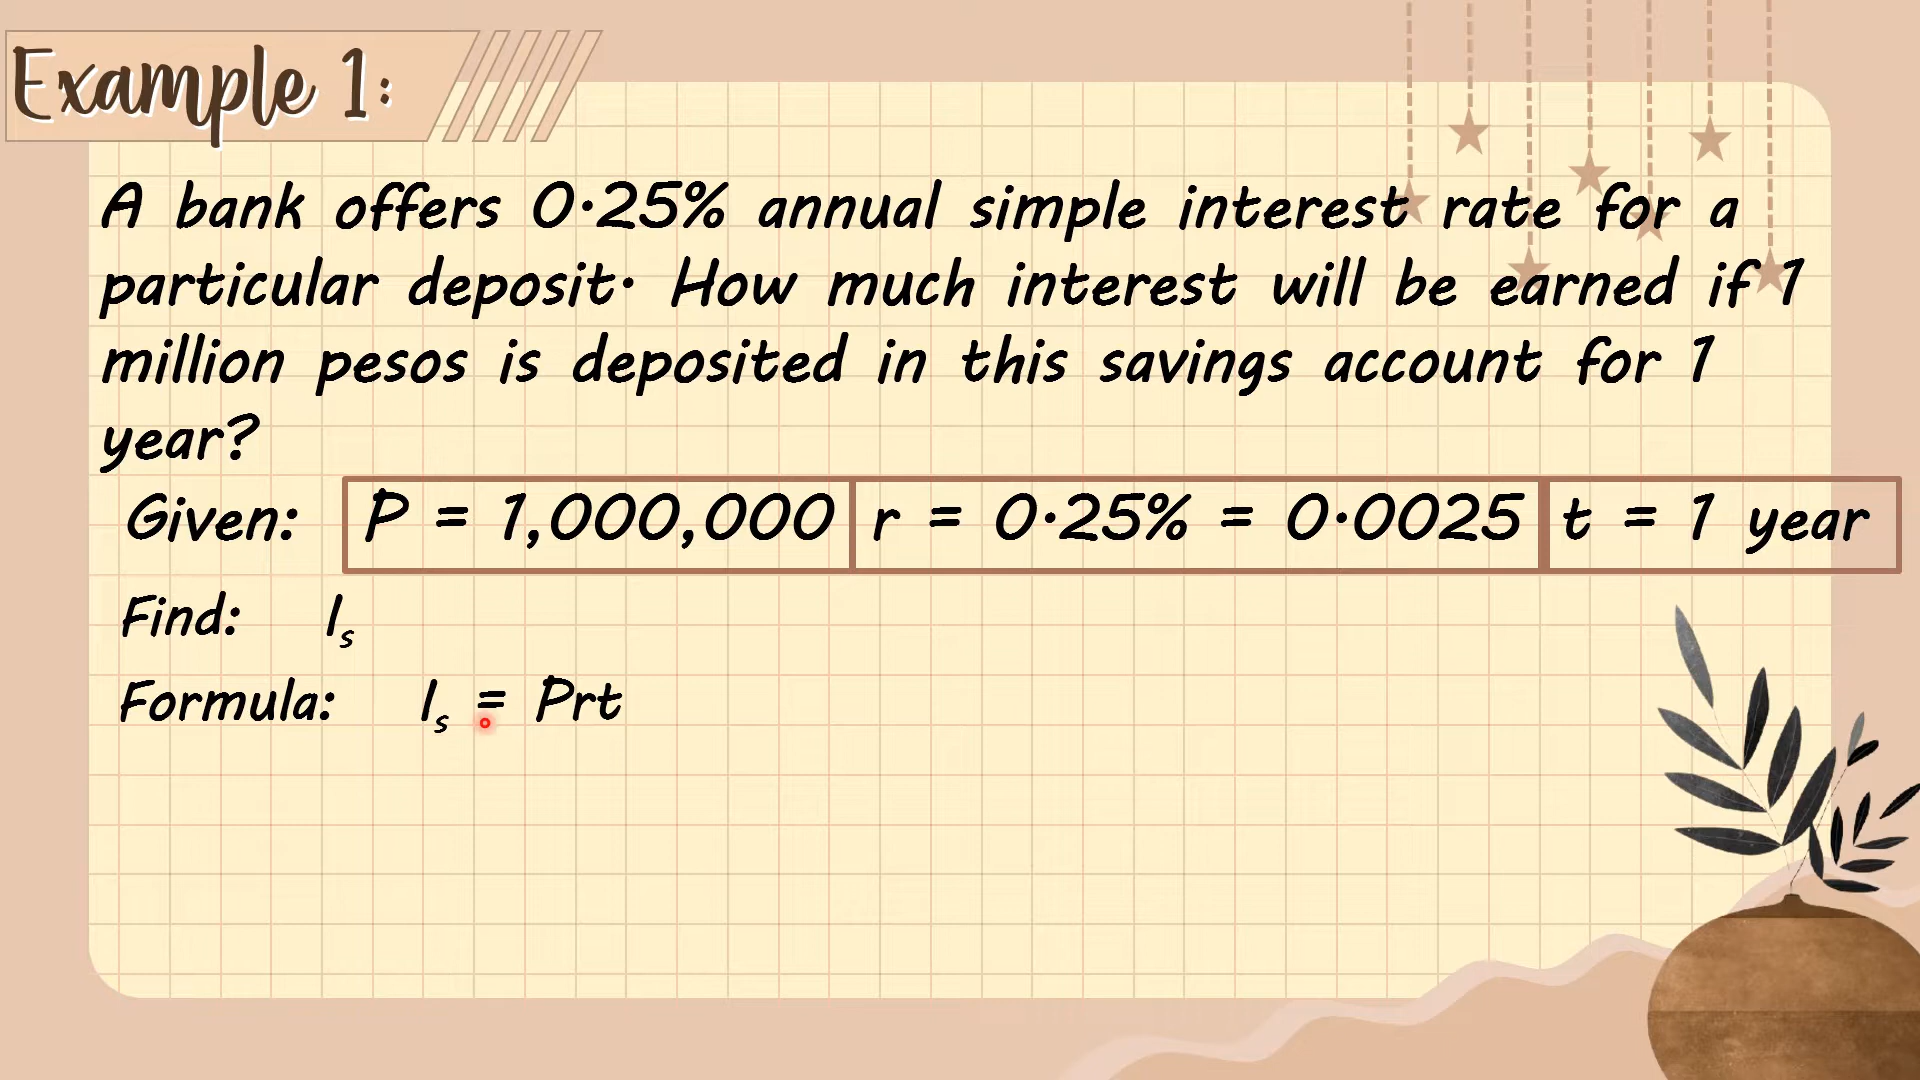 Example 1:
A bank offers 0.25% annual simple interest rate for a
particular deposit. How much interest will be earned if 1
million pesos is deposited in this savings account for 1
year?
Given: P = 1,000,000 r = 0.25% = 0.0025 t = 1 year
Find: Iₛ
Formula: Iₛ = Prt